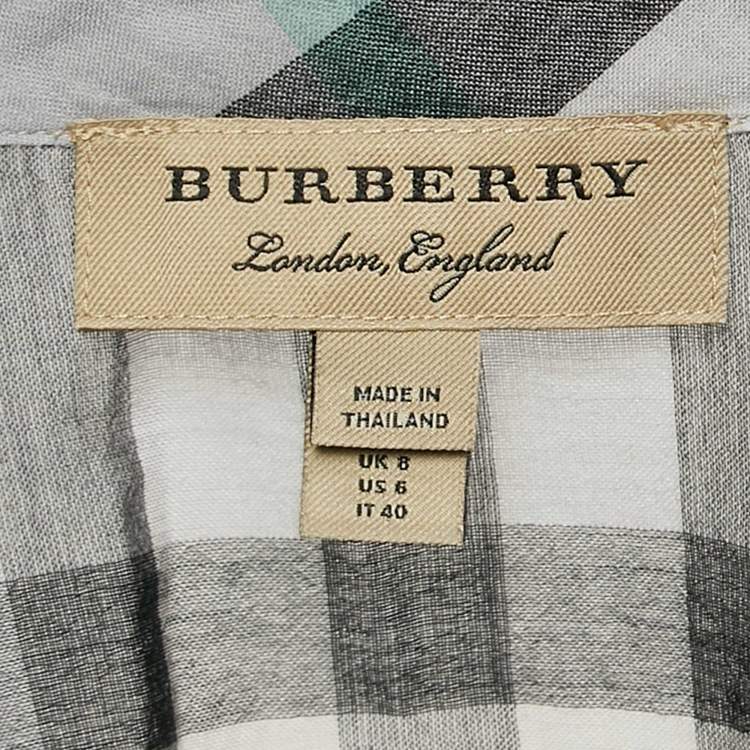 BURBERRY
London, England
MADE IN
THAILAND
UK 8
US 6
IT 40